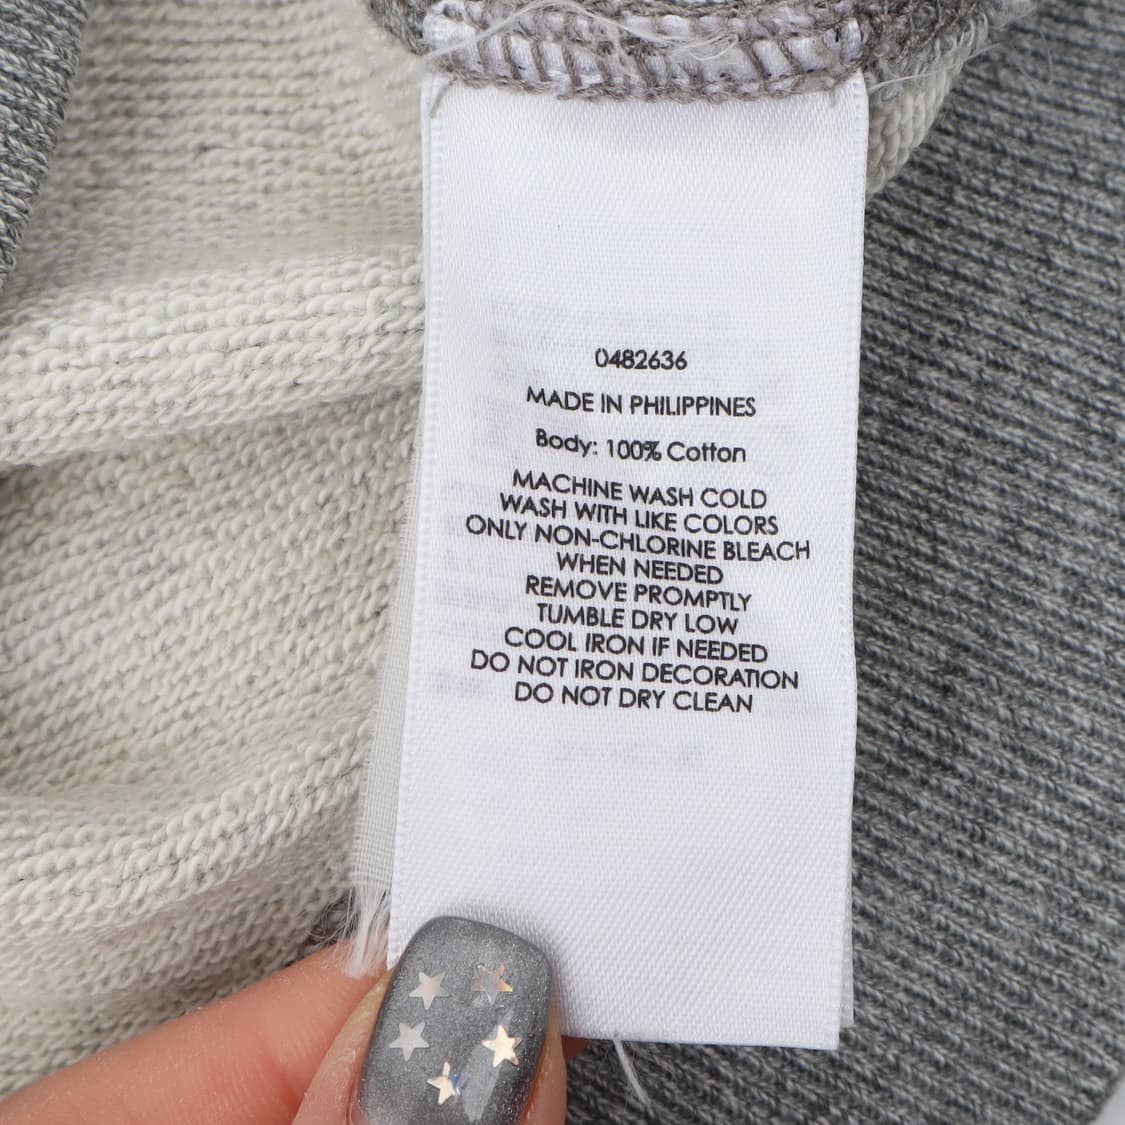 0482636
MADE IN PHILIPPINES
Body: 100% Cotton
MACHINE WASH COLD
WASH WITH LIKE COLORS
ONLY NON-CHLORINE BLEACH
WHEN NEEDED
REMOVE PROMPTLY
TUMBLE DRY LOW
COOL IRON IF NEEDED
DO NOT IRON DECORATION
DO NOT DRY CLEAN